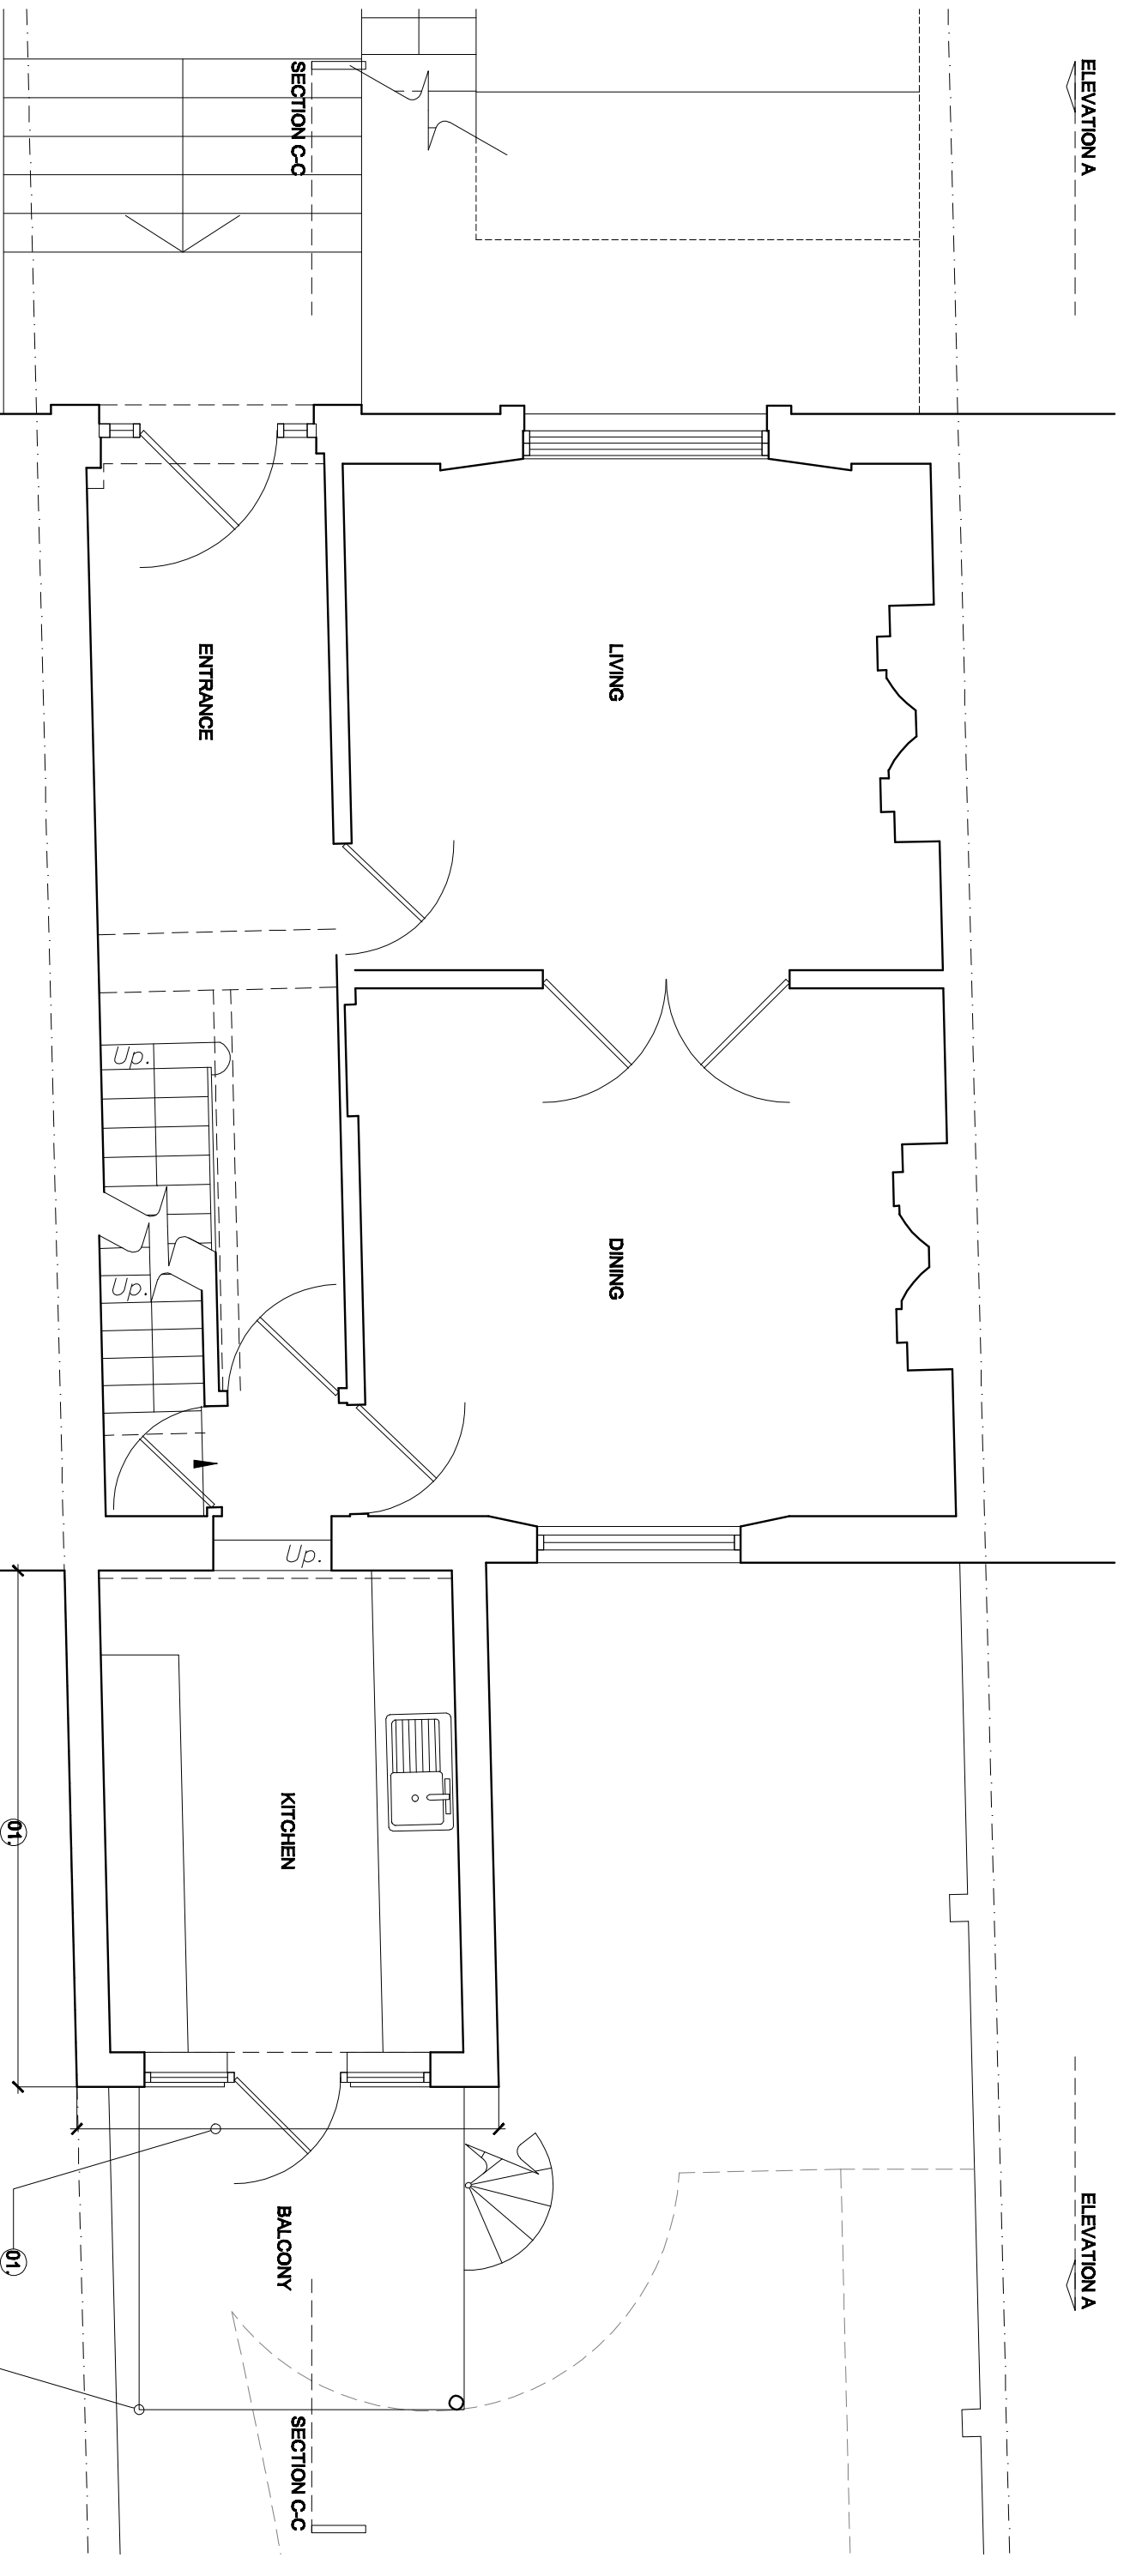 ELEVATION A
SECTION C-C
LIVING
ENTRANCE
Up.
DINING
Up.
Up.
KITCHEN
01.
BALCONY
01.
ELEVATION A
SECTION C-C